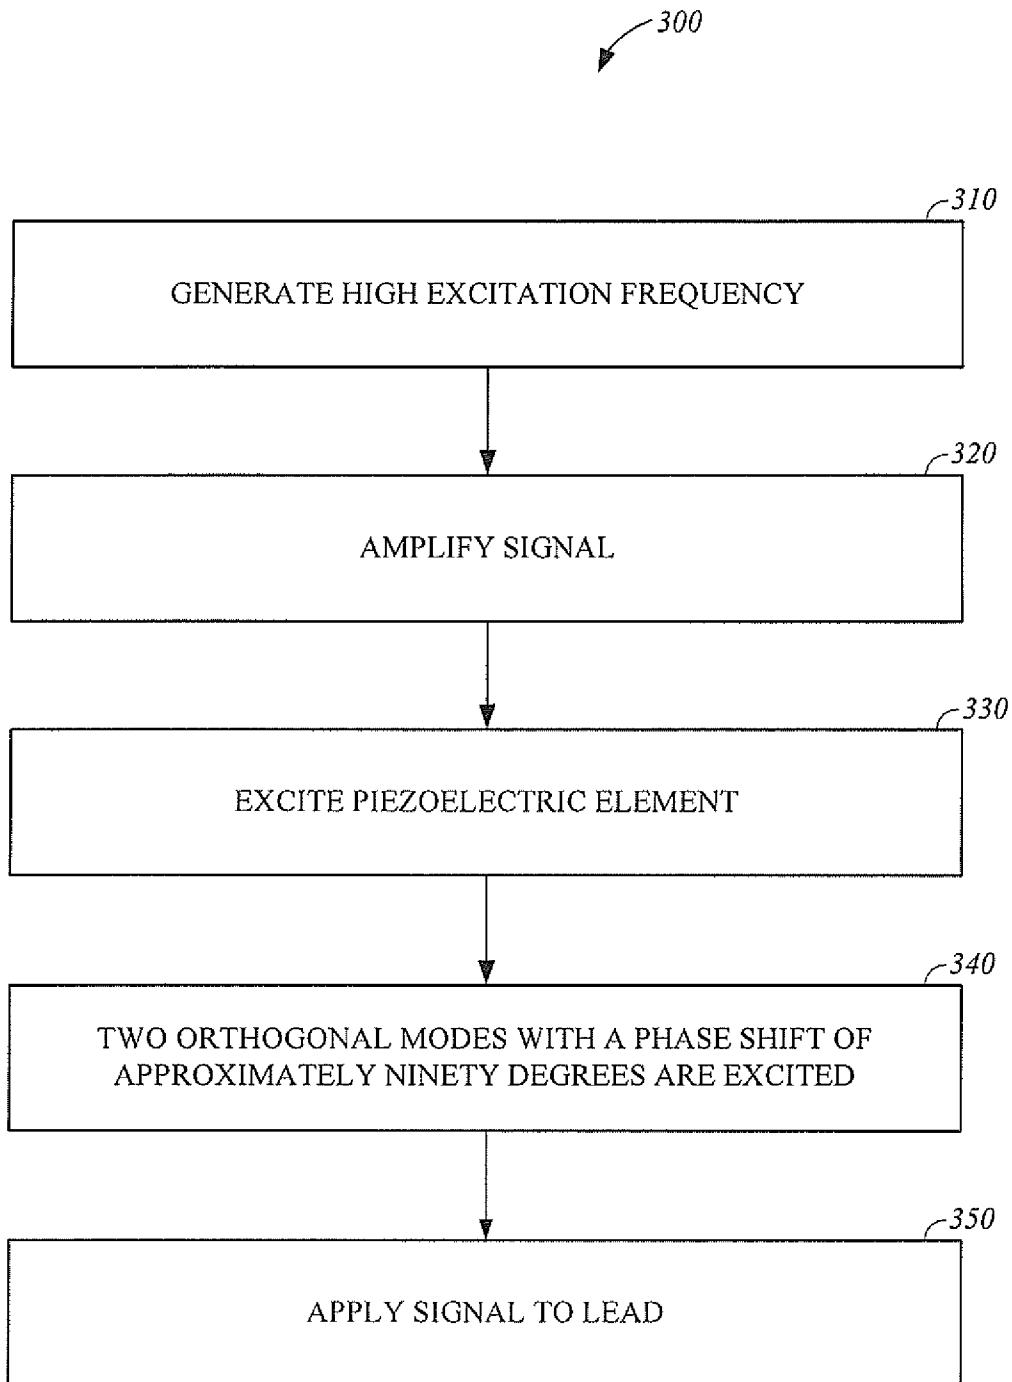 300
310
GENERATE HIGH EXCITATION FREQUENCY
320
AMPLIFY SIGNAL
330
EXCITE PIEZOELECTRIC ELEMENT
340
TWO ORTHOGONAL MODES WITH A PHASE SHIFT OF
APPROXIMATELY NINETY DEGREES ARE EXCITED
350
APPLY SIGNAL TO LEAD